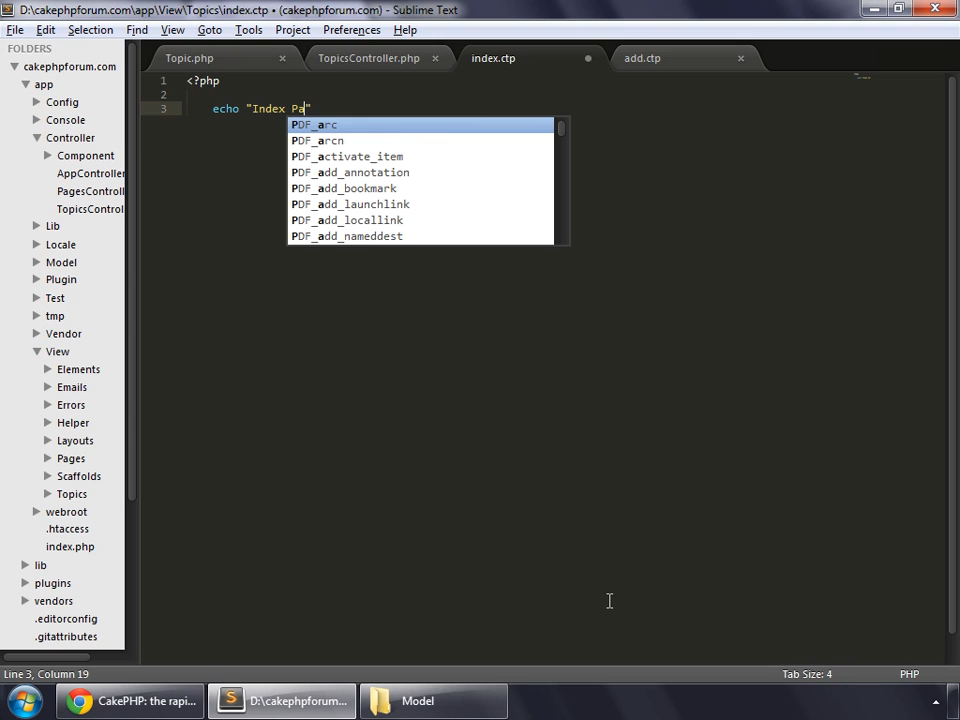 D:\cakephpforum.com\app\View\Topics\index.ctp • (cakephpforum.com) - Sublime Text
File Edit Selection Find View Goto Tools Project Preferences Help
FOLDERS
cakephpforum.com
app
Config
Console
Controller
Component
AppController
PagesControll
TopicsControl
Lib
Locale
Model
Plugin
Test
tmp
Vendor
View
Elements
Emails
Errors
Helper
Layouts
Pages
Scaffolds
Topics
webroot
.htaccess
index.php
lib
plugins
vendors
.editorconfig
.gitattributes
Topic.php × TopicsController.php × index.ctp • add.ctp ×
1 <?php
2
3 echo "Index Pa"
PDF_arc
PDF_arcn
PDF_activate_item
PDF_add_annotation
PDF_add_bookmark
PDF_add_launchlink
PDF_add_locallink
PDF_add_nameddest
Line 3, Column 19 Tab Size: 4 PHP
CakePHP: the rapi... D:\cakephpforum... Model